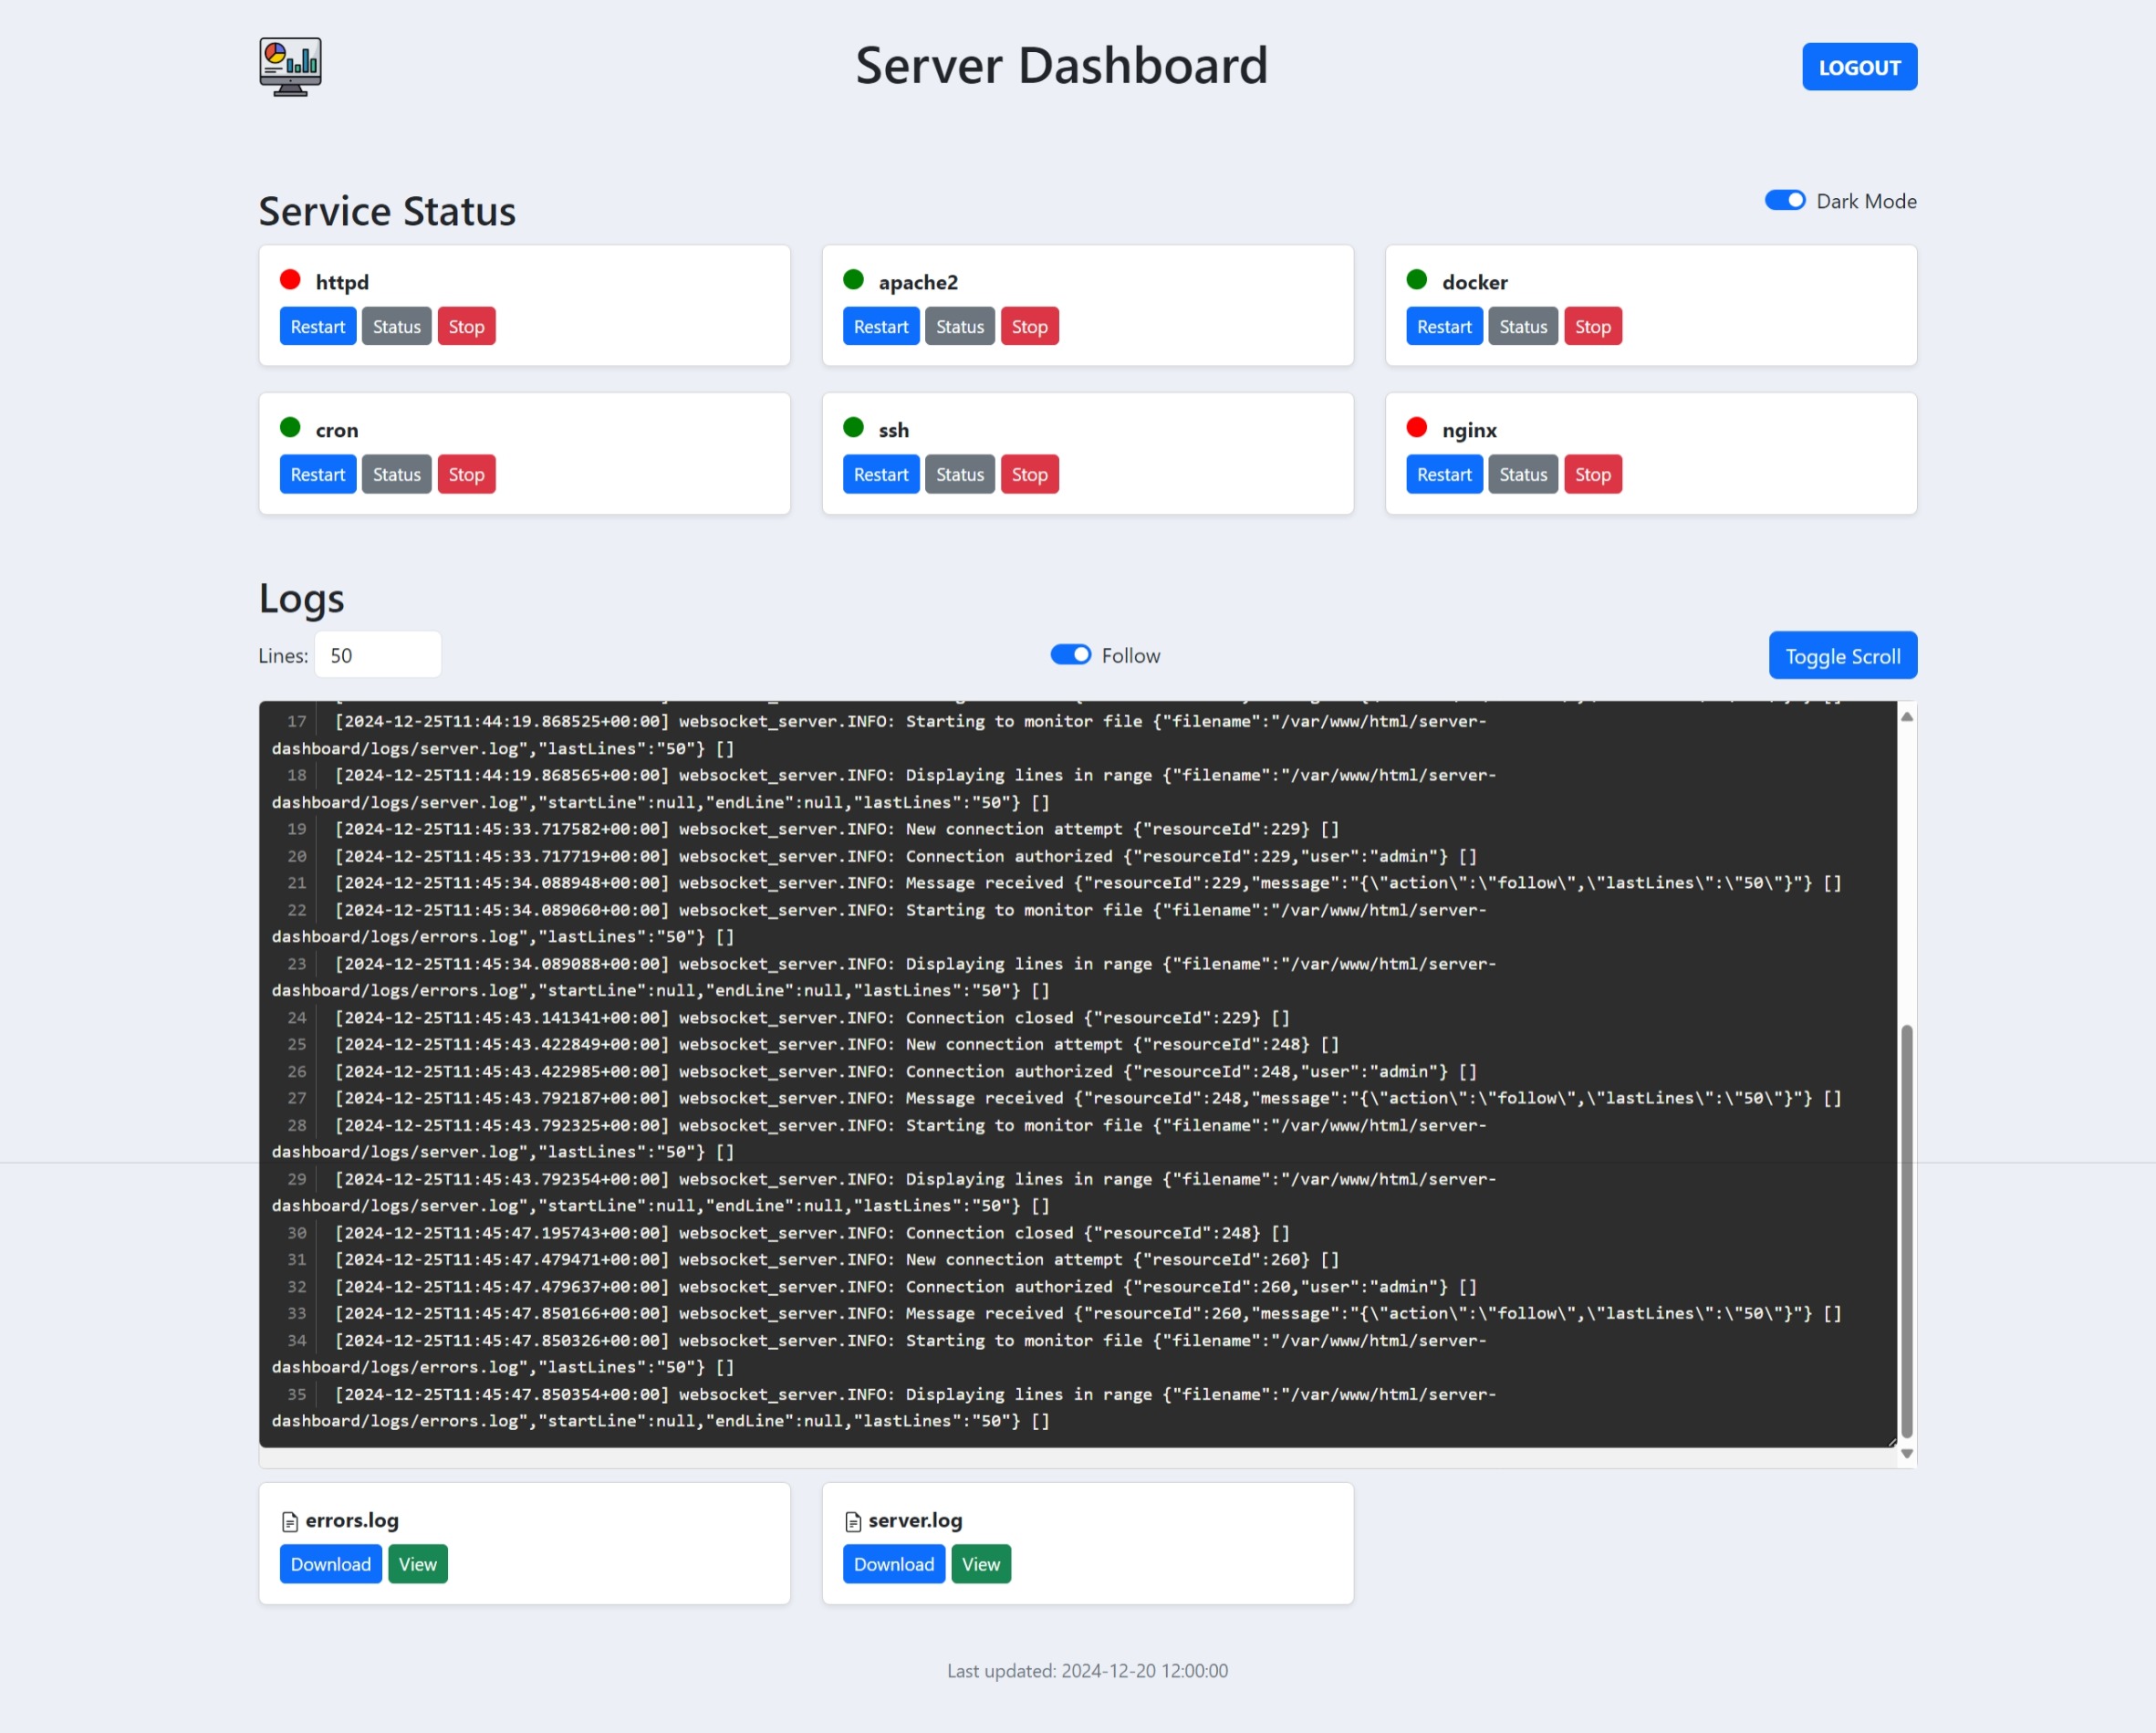 Server Dashboard
LOGOUT
Service Status
Dark Mode
httpd
Restart Status Stop
apache2
Restart Status Stop
docker
Restart Status Stop
cron
Restart Status Stop
ssh
Restart Status Stop
nginx
Restart Status Stop
Logs
Lines: 50
Follow
Toggle Scroll
17 [2024-12-25T11:44:19.868525+00:00] websocket_server.INFO: Starting to monitor file {"filename":"/var/www/html/server-
dashboard/logs/server.log","lastLines":"50"} []
18 [2024-12-25T11:44:19.868565+00:00] websocket_server.INFO: Displaying lines in range {"filename":"/var/www/html/server-
dashboard/logs/server.log","startLine":null,"endLine":null,"lastLines":"50"} []
19 [2024-12-25T11:45:33.717582+00:00] websocket_server.INFO: New connection attempt {"resourceId":229} []
20 [2024-12-25T11:45:33.717719+00:00] websocket_server.INFO: Connection authorized {"resourceId":229,"user":"admin"} []
21 [2024-12-25T11:45:34.088948+00:00] websocket_server.INFO: Message received {"resourceId":229,"message":"{\"action\":\"follow\",\"lastLines\":\"50\"}"} []
22 [2024-12-25T11:45:34.089060+00:00] websocket_server.INFO: Starting to monitor file {"filename":"/var/www/html/server-
dashboard/logs/errors.log","lastLines":"50"} []
23 [2024-12-25T11:45:34.089088+00:00] websocket_server.INFO: Displaying lines in range {"filename":"/var/www/html/server-
dashboard/logs/errors.log","startLine":null,"endLine":null,"lastLines":"50"} []
24 [2024-12-25T11:45:43.141341+00:00] websocket_server.INFO: Connection closed {"resourceId":229} []
25 [2024-12-25T11:45:43.422849+00:00] websocket_server.INFO: New connection attempt {"resourceId":248} []
26 [2024-12-25T11:45:43.422985+00:00] websocket_server.INFO: Connection authorized {"resourceId":248,"user":"admin"} []
27 [2024-12-25T11:45:43.792187+00:00] websocket_server.INFO: Message received {"resourceId":248,"message":"{\"action\":\"follow\",\"lastLines\":\"50\"}"} []
28 [2024-12-25T11:45:43.792325+00:00] websocket_server.INFO: Starting to monitor file {"filename":"/var/www/html/server-
dashboard/logs/server.log","lastLines":"50"} []
29 [2024-12-25T11:45:43.792354+00:00] websocket_server.INFO: Displaying lines in range {"filename":"/var/www/html/server-
dashboard/logs/server.log","startLine":null,"endLine":null,"lastLines":"50"} []
30 [2024-12-25T11:45:47.195743+00:00] websocket_server.INFO: Connection closed {"resourceId":248} []
31 [2024-12-25T11:45:47.479471+00:00] websocket_server.INFO: New connection attempt {"resourceId":260} []
32 [2024-12-25T11:45:47.479637+00:00] websocket_server.INFO: Connection authorized {"resourceId":260,"user":"admin"} []
33 [2024-12-25T11:45:47.850166+00:00] websocket_server.INFO: Message received {"resourceId":260,"message":"{\"action\":\"follow\",\"lastLines\":\"50\"}"} []
34 [2024-12-25T11:45:47.850326+00:00] websocket_server.INFO: Starting to monitor file {"filename":"/var/www/html/server-
dashboard/logs/errors.log","lastLines":"50"} []
35 [2024-12-25T11:45:47.850354+00:00] websocket_server.INFO: Displaying lines in range {"filename":"/var/www/html/server-
dashboard/logs/errors.log","startLine":null,"endLine":null,"lastLines":"50"} []
errors.log
Download View
server.log
Download View
Last updated: 2024-12-20 12:00:00